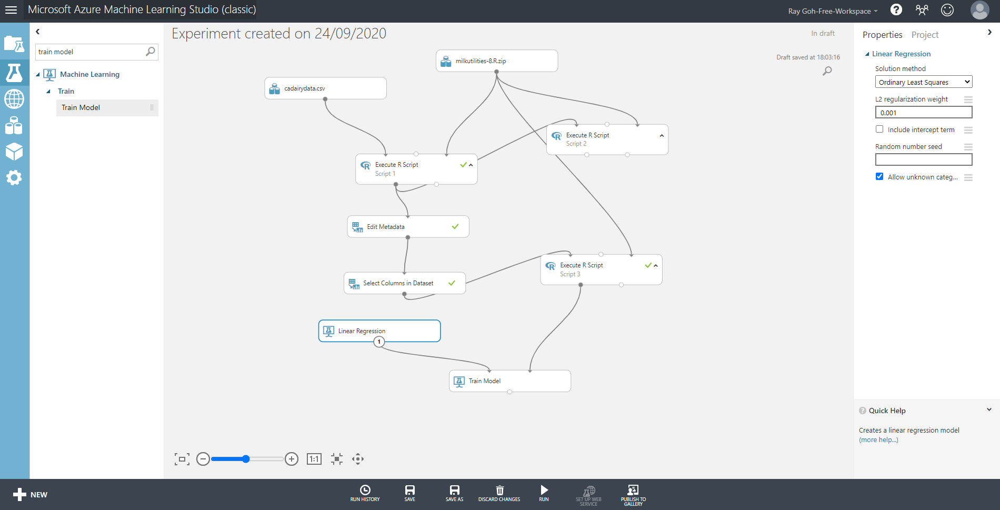 Microsoft Azure Machine Learning Studio (classic)
Ray Goh-Free-Workspace
?
train model
Machine Learning
Train
Train Model
Experiment created on 24/09/2020
In draft
Draft saved at 18:03:16
milkutilities-8.R.zip
cadairydata.csv
R
Execute R Script
Script 2
R
Execute R Script
Script 1
Edit Metadata
R
Execute R Script
Script 3
Select Columns in Dataset
Linear Regression
1
Train Model
1:1
Properties
Project
Linear Regression
Solution method
Ordinary Least Squares
L2 regularization weight
0.001
Include intercept term
Random number seed
Allow unknown categ...
? Quick Help
Creates a linear regression model
(more help...)
NEW
RUN HISTORY
SAVE
SAVE AS
DISCARD CHANGES
RUN
SET UP WEB
SERVICE
PUBLISH TO
GALLERY